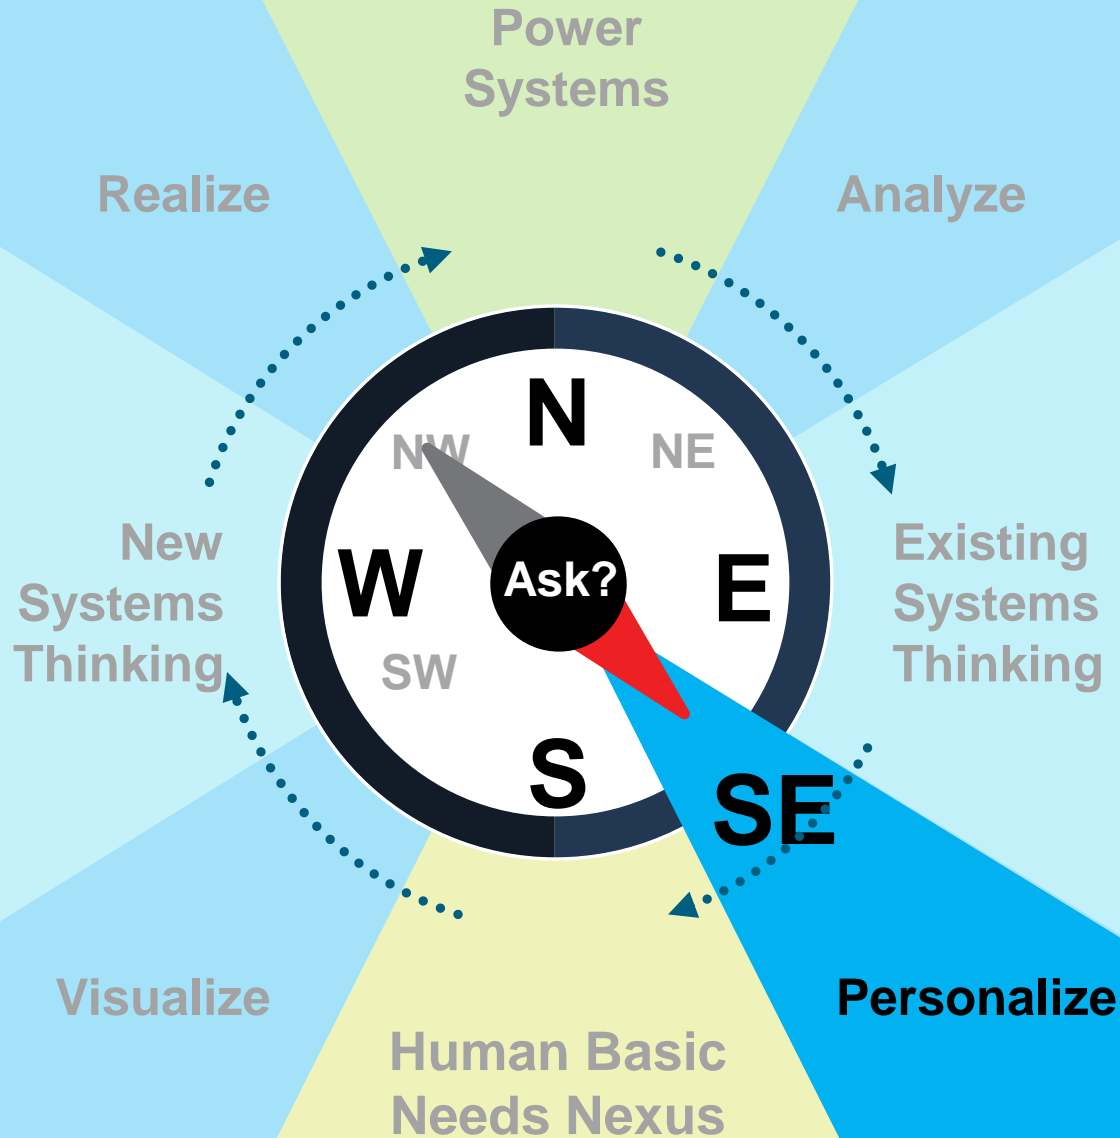 Power
Systems
Realize
Analyze
N
NW
NE
New
Systems
Thinking
W
Ask?
E
Existing
Systems
Thinking
SW
S
SE
Visualize
Personalize
Human Basic
Needs Nexus